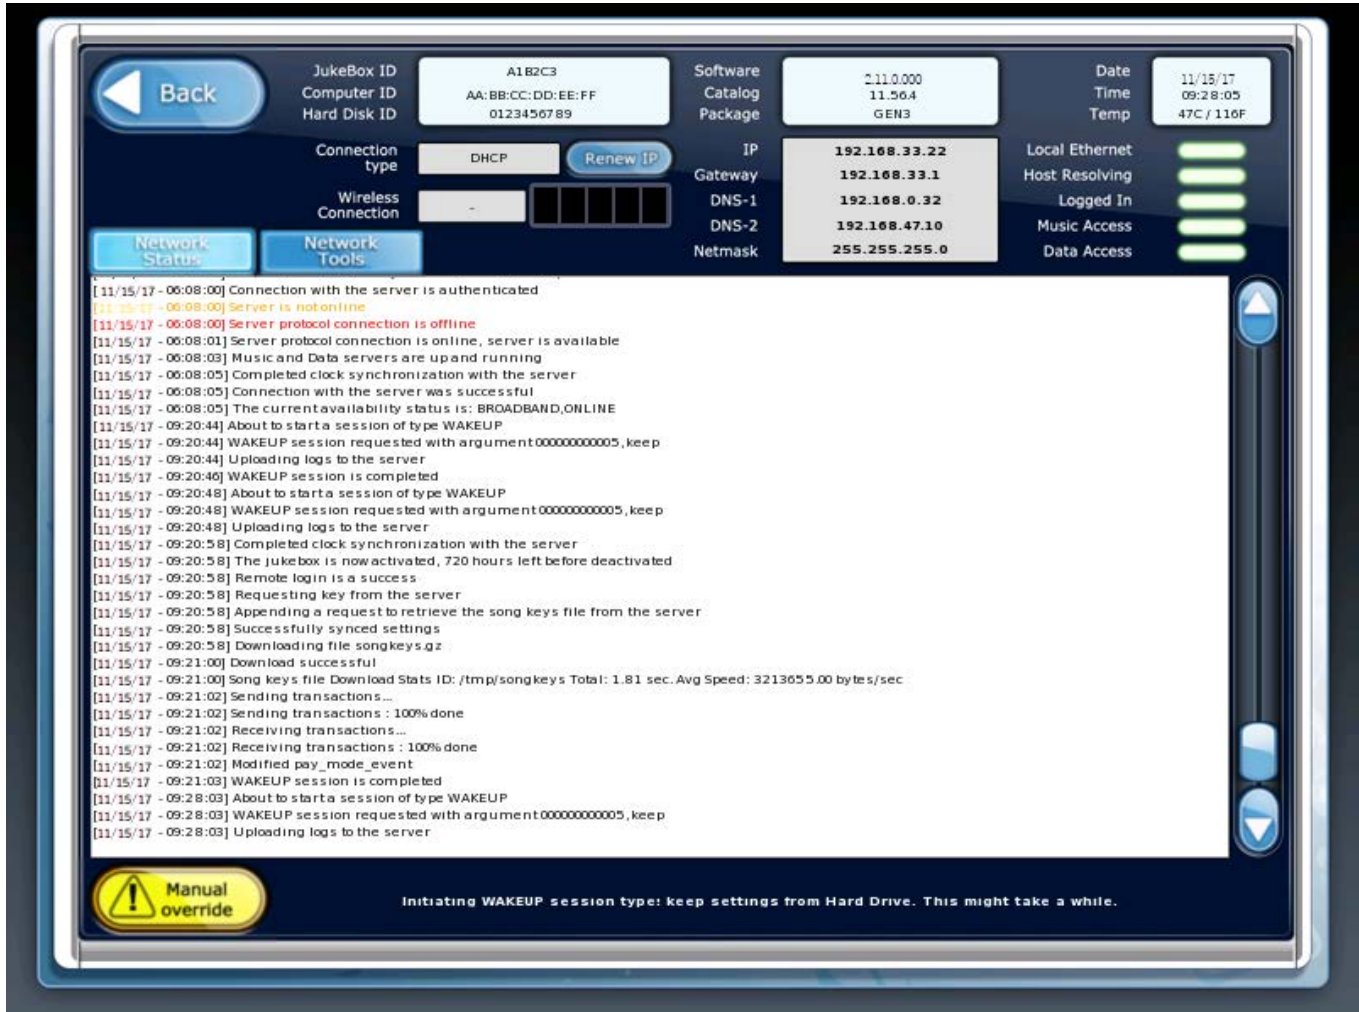 Back
JukeBox ID A1B2C3
Computer ID AA:BB:CC:DD:EE:FF
Hard Disk ID 0123456789
Software 2.11.0.000
Catalog 11.56.4
Package GEN3
Date 11/15/17
Time 09:28:05
Temp 47C / 116F
Connection type DHCP Renew IP
Wireless Connection -
IP 192.168.33.22
Gateway 192.168.33.1
DNS-1 192.168.0.32
DNS-2 192.168.47.10
Netmask 255.255.255.0
Local Ethernet
Host Resolving
Logged In
Music Access
Data Access
Network Status
Network Tools
[11/15/17 - 06:08:00] Connection with the server is authenticated
[11/15/17 - 06:08:00] Server is not online
[11/15/17 - 06:08:00] Server protocol connection is offline
[11/15/17 - 06:08:01] Server protocol connection is online, server is available
[11/15/17 - 06:08:03] Music and Data servers are up and running
[11/15/17 - 06:08:05] Completed clock synchronization with the server
[11/15/17 - 06:08:05] Connection with the server was successful
[11/15/17 - 06:08:05] The current availability status is: BROADBAND,ONLINE
[11/15/17 - 09:20:44] About to start a session of type WAKEUP
[11/15/17 - 09:20:44] WAKEUP session requested with argument 00000000005,keep
[11/15/17 - 09:20:44] Uploading logs to the server
[11/15/17 - 09:20:46] WAKEUP session is completed
[11/15/17 - 09:20:48] About to start a session of type WAKEUP
[11/15/17 - 09:20:48] WAKEUP session requested with argument 00000000005,keep
[11/15/17 - 09:20:48] Uploading logs to the server
[11/15/17 - 09:20:58] Completed clock synchronization with the server
[11/15/17 - 09:20:58] The jukebox is now activated, 720 hours left before deactivated
[11/15/17 - 09:20:58] Remote login is a success
[11/15/17 - 09:20:58] Requesting key from the server
[11/15/17 - 09:20:58] Appending a request to retrieve the song keys file from the server
[11/15/17 - 09:20:58] Successfully synced settings
[11/15/17 - 09:20:58] Downloading file songkeys.gz
[11/15/17 - 09:21:00] Download successful
[11/15/17 - 09:21:00] Song keys file Download Stats ID: /tmp/songkeys Total: 1.81 sec. Avg Speed: 3213655.00 bytes/sec
[11/15/17 - 09:21:02] Sending transactions...
[11/15/17 - 09:21:02] Sending transactions : 100% done
[11/15/17 - 09:21:02] Receiving transactions...
[11/15/17 - 09:21:02] Receiving transactions : 100% done
[11/15/17 - 09:21:02] Modified pay_mode_event
[11/15/17 - 09:21:03] WAKEUP session is completed
[11/15/17 - 09:28:03] About to start a session of type WAKEUP
[11/15/17 - 09:28:03] WAKEUP session requested with argument 00000000005,keep
[11/15/17 - 09:28:03] Uploading logs to the server
Manual override
Initiating WAKEUP session type: keep settings from Hard Drive. This might take a while.